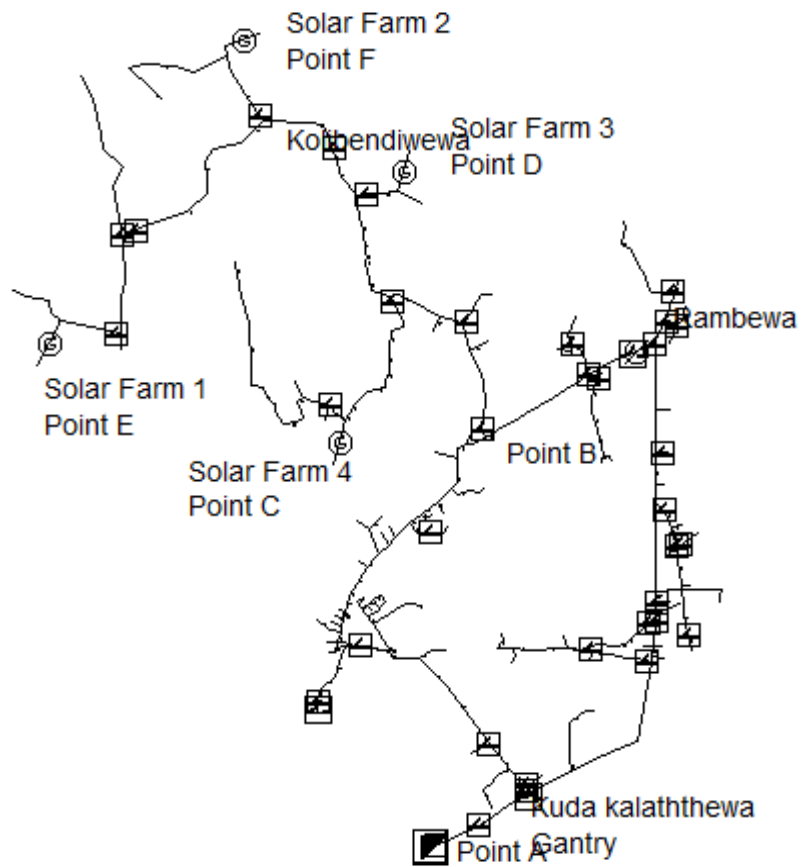 Solar Farm 2
Point F
Solar Farm 3
Point D
Rambewa
Solar Farm 1
Point E
Point B
Solar Farm 4
Point C
Kuda kalaththewa
Gantry
Point A